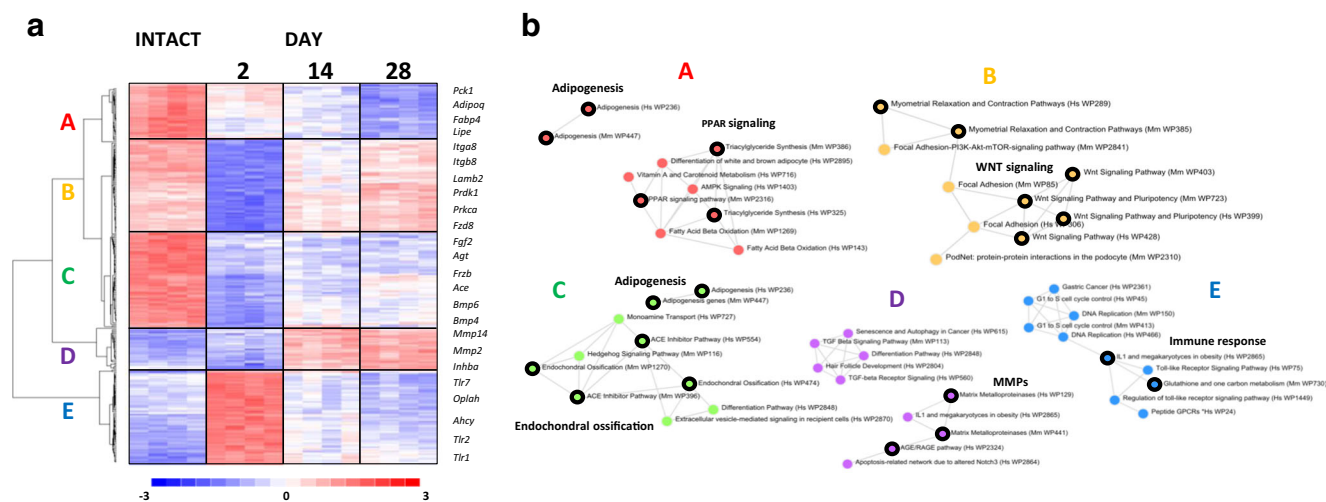 a
INTACT
DAY
2
14
28
A
B
C
D
E
Pck1
Adipoq
Fabp4
Lipe
Itga8
Itgb8
Lamb2
Prdk1
Prkca
Fzd8
Fgf2
Agt
Frzb
Ace
Bmp6
Bmp4
Mmp14
Mmp2
Inhba
Tlr7
Oplah
Ahcy
Tlr2
Tlr1
-3
0
3
b
A
Adipogenesis
Adipogenesis (Hs WP236)
Adipogenesis (Mm WP447)
PPAR signaling
Triacylglyceride Synthesis (Mm WP386)
Differentiation of white and brown adipocyte (Hs WP2895)
Vitamin A and Carotenoid Metabolism (Hs WP716)
AMPK Signaling (Hs WP1403)
PPAR signaling pathway (Mm WP2316)
Triacylglyceride Synthesis (Hs WP325)
Fatty Acid Beta Oxidation (Mm WP1269)
Fatty Acid Beta Oxidation (Hs WP143)
B
Myometrial Relaxation and Contraction Pathways (Hs WP289)
Myometrial Relaxation and Contraction Pathways (Mm WP385)
Focal Adhesion-PI3K-Akt-mTOR-signaling pathway (Mm WP2841)
WNT signaling
Wnt Signaling Pathway (Mm WP403)
Focal Adhesion (Mm WP85)
Wnt Signaling Pathway and Pluripotency (Mm WP723)
Wnt Signaling Pathway and Pluripotency (Hs WP399)
Focal Adhesion (Hs WP306)
Wnt Signaling Pathway (Hs WP428)
PodNet: protein-protein interactions in the podocyte (Mm WP2310)
C
Adipogenesis
Adipogenesis (Hs WP236)
Adipogenesis genes (Mm WP447)
Monoamine Transport (Hs WP727)
ACE Inhibitor Pathway (Hs WP554)
Hedgehog Signaling Pathway (Mm WP116)
Endochondral Ossification (Mm WP1270)
Endochondral Ossification (Hs WP474)
ACE Inhibitor Pathway (Mm WP396)
Differentiation Pathway (Hs WP2848)
Extracellular vesicle-mediated signaling in recipient cells (Hs WP2870)
Endochondral ossification
D
Senescence and Autophagy in Cancer (Hs WP615)
TGF Beta Signaling Pathway (Mm WP113)
Differentiation Pathway (Hs WP2848)
Hair Follicle Development (Hs WP2804)
TGF-beta Receptor Signaling (Hs WP560)
MMPs
Matrix Metalloproteinases (Hs WP129)
IL1 and megakaryotyces in obesity (Hs WP2865)
Matrix Metalloproteinases (Mm WP441)
AGE/RAGE pathway (Hs WP2324)
Apoptosis-related network due to altered Notch3 (Hs WP2864)
E
Gastric Cancer (Hs WP2361)
G1 to S cell cycle control (Hs WP45)
DNA Replication (Mm WP150)
G1 to S cell cycle control (Mm WP413)
DNA Replication (Hs WP466)
Immune response
IL1 and megakaryotyces in obesity (Hs WP2865)
Toll-like Receptor Signaling Pathway (Hs WP75)
Glutathione and one carbon metabolism (Mm WP730)
Regulation of toll-like receptor signaling pathway (Hs WP1449)
Peptide GPCRs "Hs WP24)